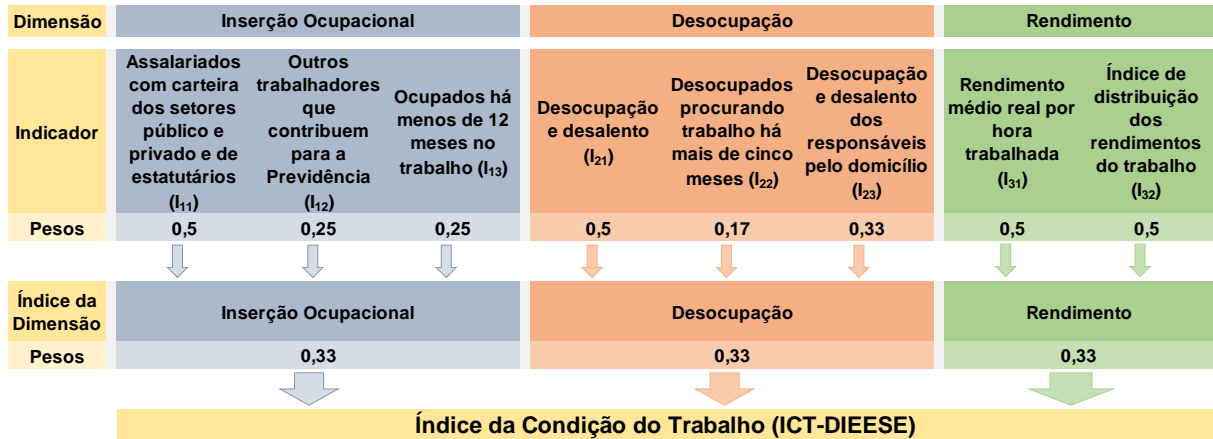 Dimensão
Inserção Ocupacional
Desocupação
Rendimento
Indicador
Assalariados
com carteira
dos setores
público e
privado e de
estatutários
(I11)
Outros
trabalhadores
que
contribuem
para a
Previdência
(I12)
Ocupados há
menos de 12
meses no
trabalho (I13)
Desocupação
e desalento
(I21)
Desocupados
procurando
trabalho há
mais de cinco
meses (I22)
Desocupação
e desalento
dos
responsáveis
pelo domicílio
(I23)
Rendimento
médio real por
hora
trabalhada
(I31)
Índice de
distribuição
dos
rendimentos
do trabalho
(I32)
Pesos
0,5
0,25
0,25
0,5
0,17
0,33
0,5
0,5
Índice da
Dimensão
Inserção Ocupacional
Desocupação
Rendimento
Pesos
0,33
0,33
0,33
Índice da Condição do Trabalho (ICT-DIEESE)